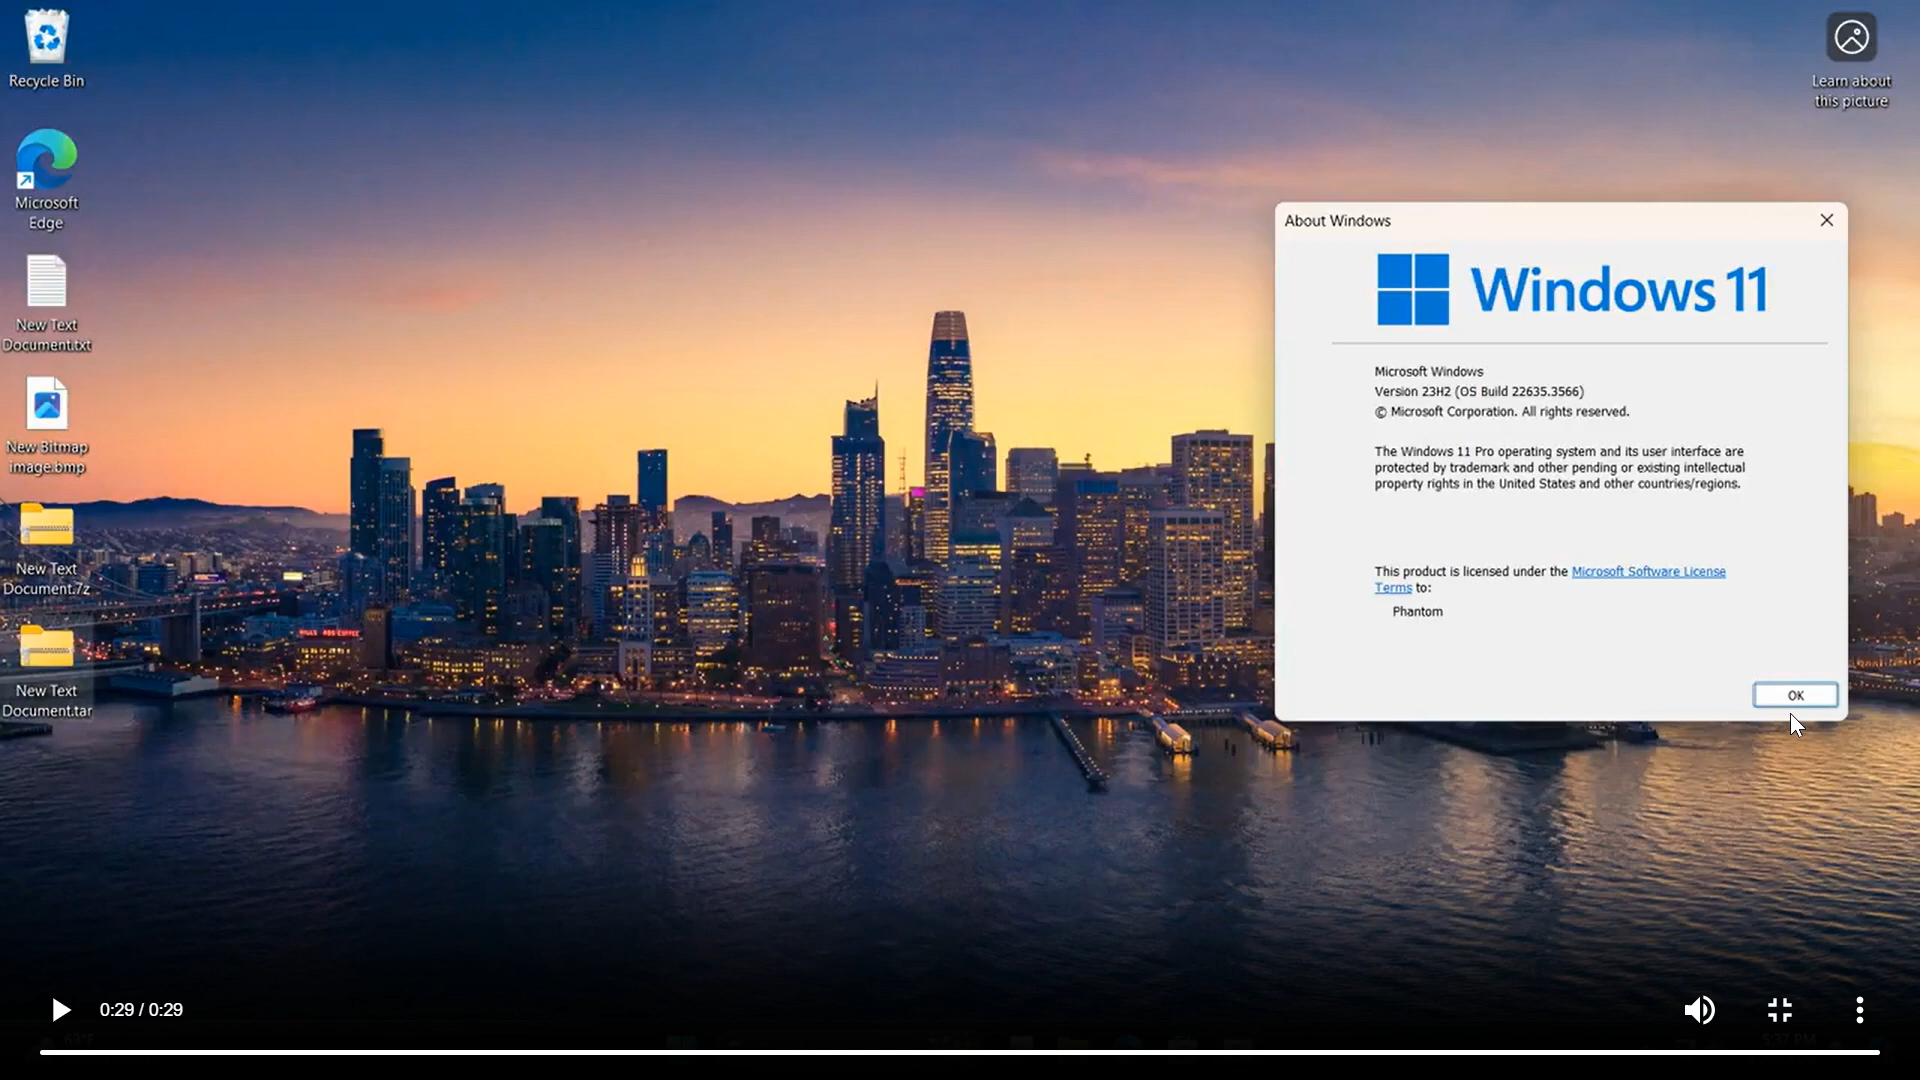 Recycle Bin
Microsoft
Edge
New Text
Document.txt
New Bitmap
image.bmp
New Text
Document.7z
New Text
Document.tar
Learn about
this picture
About Windows
Windows 11
Microsoft Windows
Version 23H2 (OS Build 22635.3566)
© Microsoft Corporation. All rights reserved.
The Windows 11 Pro operating system and its user interface are
protected by trademark and other pending or existing intellectual
property rights in the United States and other countries/regions.
This product is licensed under the Microsoft Software License
Terms to:
Phantom
OK
0:29 / 0:29